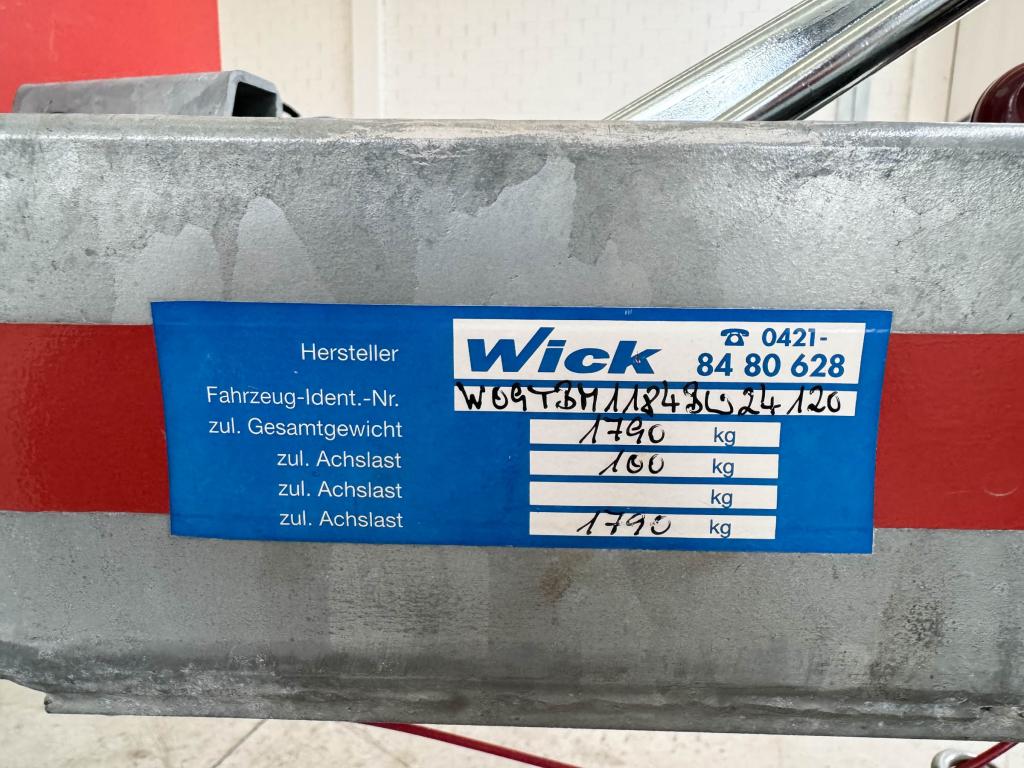 Hersteller Wick ☎ 0421-
84 80 628
Fahrzeug-Ident.-Nr. W09TBM1184BW24120
zul. Gesamtgewicht 1790 kg
zul. Achslast 100 kg
zul. Achslast kg
zul. Achslast 1790 kg